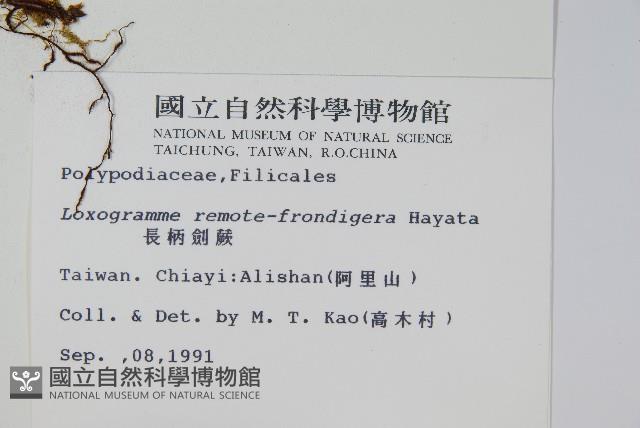 國立自然科學博物館
NATIONAL MUSEUM OF NATURAL SCIENCE
TAICHUNG, TAIWAN, R.O.CHINA
Polypodiaceae,Filicales
Loxogramme remote-frondigera Hayata
長柄劍蕨
Taiwan. Chiayi:Alishan(阿里山)
Coll. & Det. by M. T. Kao(高木村)
Sep. ,08,1991
國立自然科學博物館
NATIONAL MUSEUM OF NATURAL SCIENCE